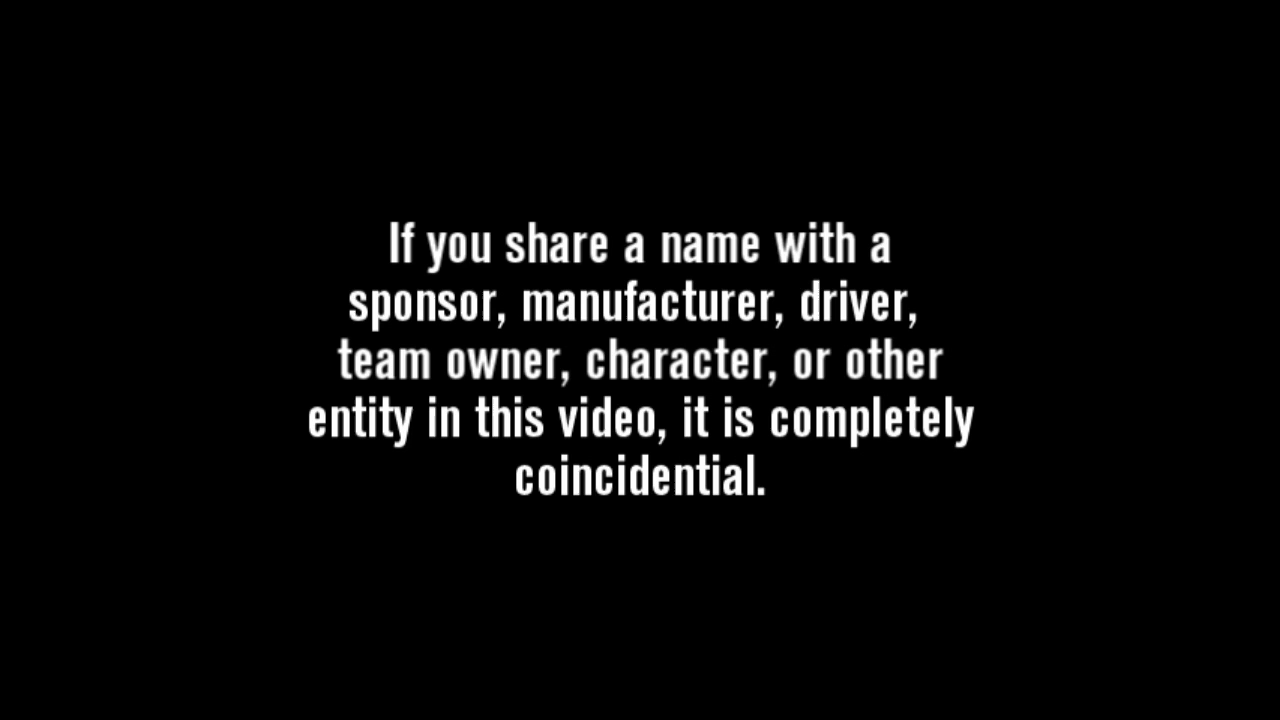 If you share a name with a
sponsor, manufacturer, driver,
team owner, character, or other
entity in this video, it is completely
coincidential.